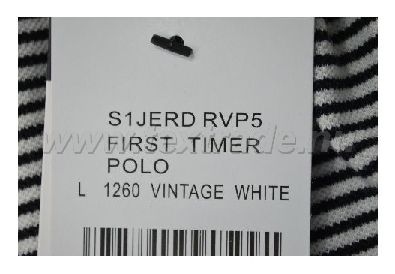 S1JERD RVP5
FIRST TIMER
POLO
L 1260 VINTAGE WHITE